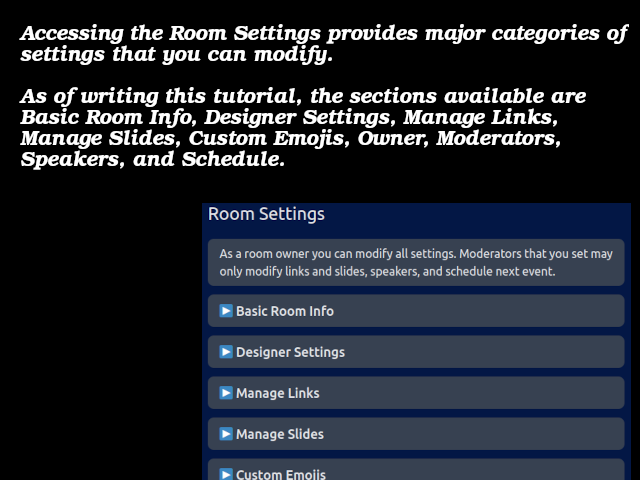 Accessing the Room Settings provides major categories of
settings that you can modify.
As of writing this tutorial, the sections available are
Basic Room Info, Designer Settings, Manage Links,
Manage Slides, Custom Emojis, Owner, Moderators,
Speakers, and Schedule.
Room Settings
As a room owner you can modify all settings. Moderators that you set may
only modify links and slides, speakers, and schedule next event.
Basic Room Info
Designer Settings
Manage Links
Manage Slides
Custom Emojis